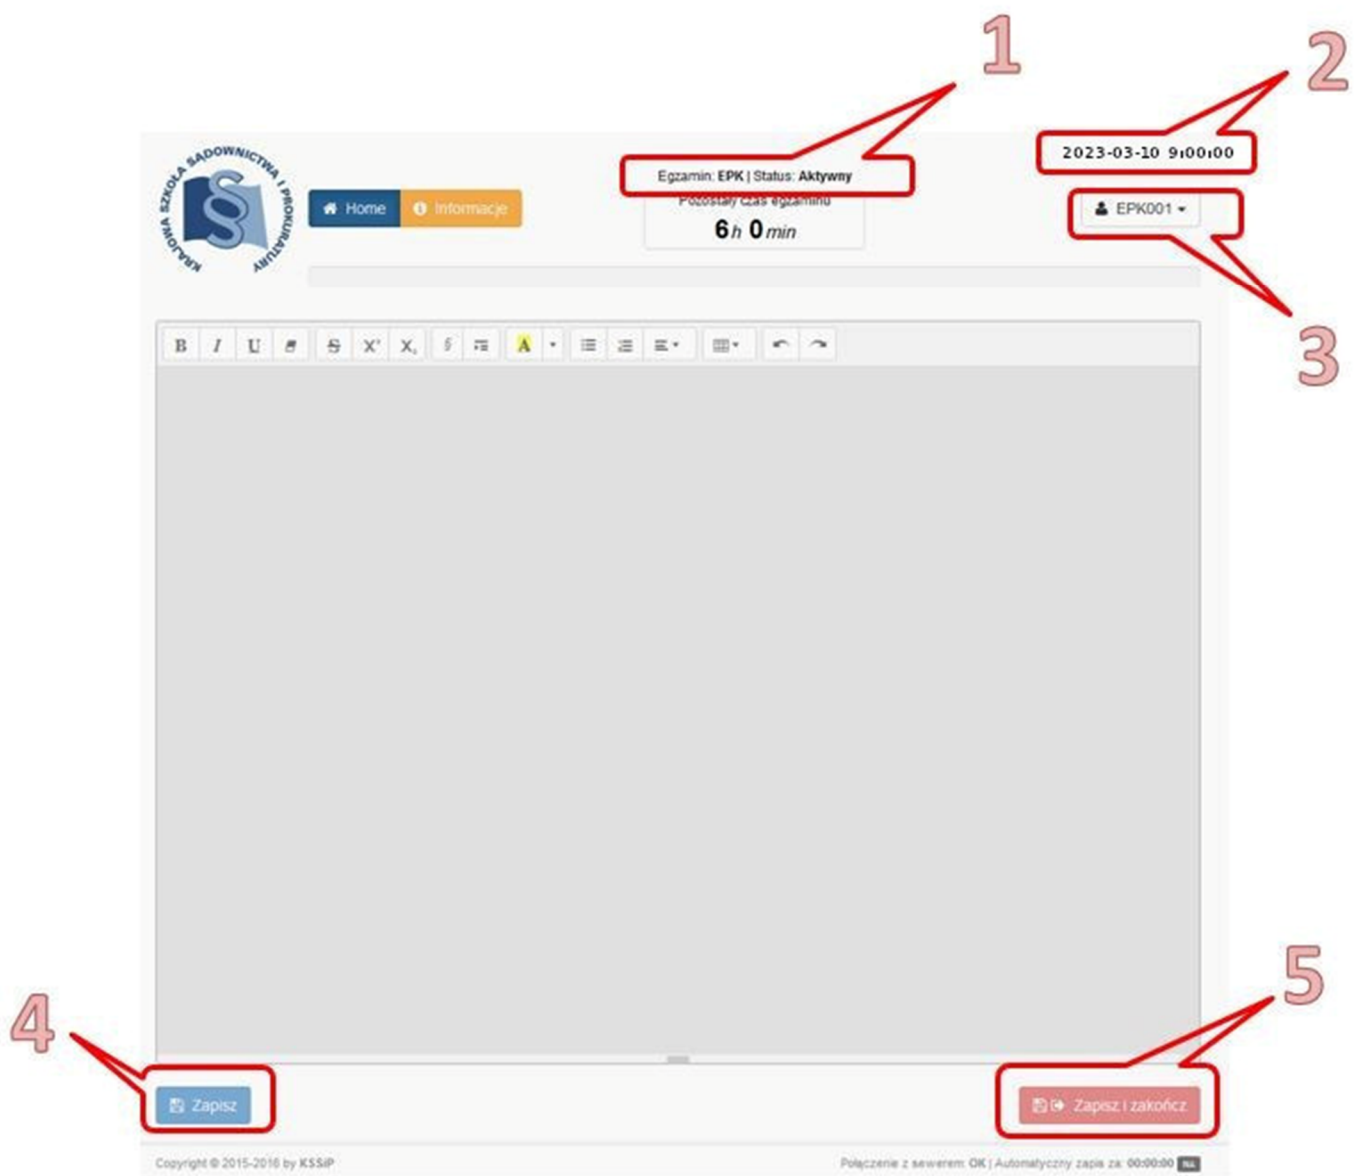 1
2
2023-03-10 9:00:00
KRAJOWA SZKOŁA SĄDOWNICTWA I PROKURATURY
Egzamin: EPK | Status: Aktywny
Home
Informacje
Pozostały czas egzaminu
6 h 0 min
EPK001
3
B I U S X² X₂ § A
4
5
Zapisz
Zapisz i zakończ
Copyright © 2015-2016 by KSSiP
Połączenie z serwerem: OK | Automatyczny zapis za: 00:00:00